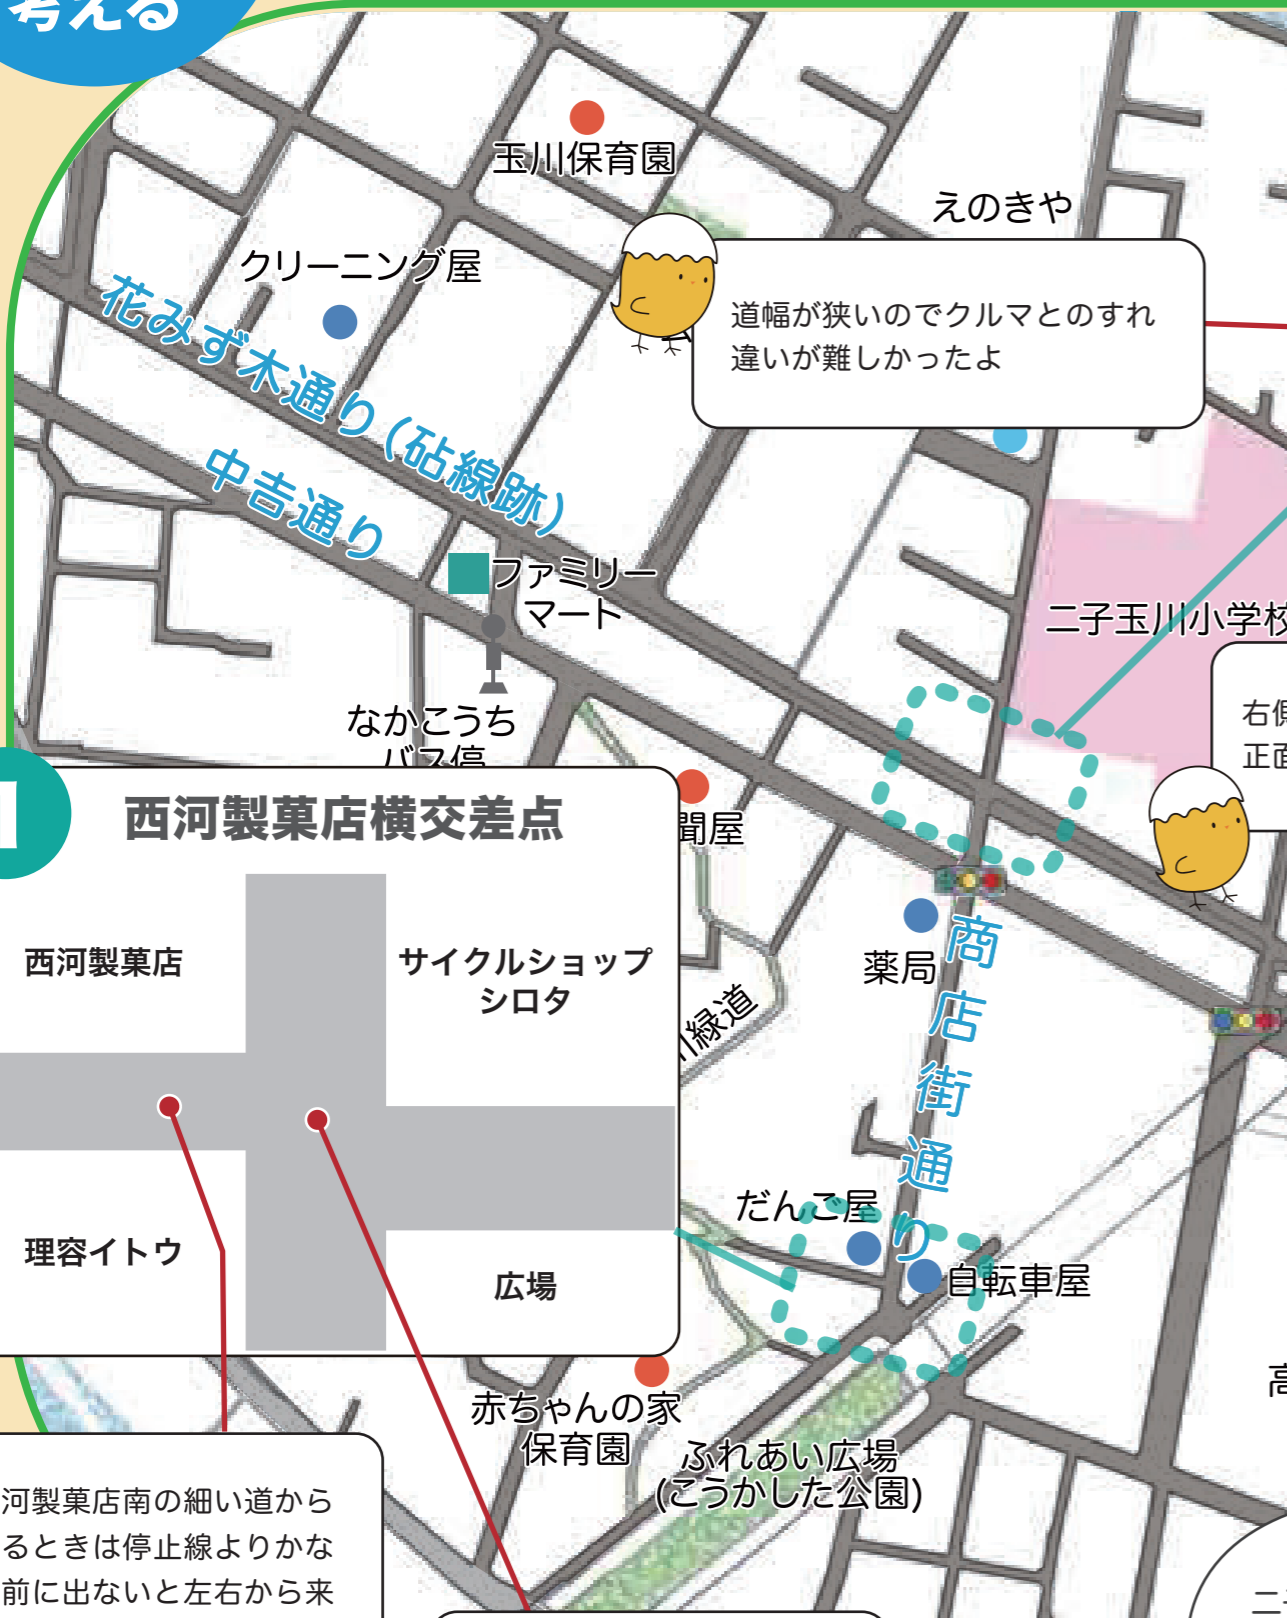 考える
玉川保育園
えのきや
クリーニング屋
道幅が狭いのでクルマとのすれ
違いが難しかったよ
花みず木通り(砧線跡)
中吉通り
ファミリー
マート
二子玉川小学校
なかこうち
バス停
右側
正面
1
西河製菓店横交差点
聞屋
西河製菓店
サイクルショップ
シロタ
薬局
商店街通り
川緑道
だんご屋
理容イトウ
広場
自転車屋
赤ちゃんの家
保育園
ふれあい広場
(こうかした公園)
高
河製菓店南の細い道から
るときは停止線よりかな
前に出ないと左右から来